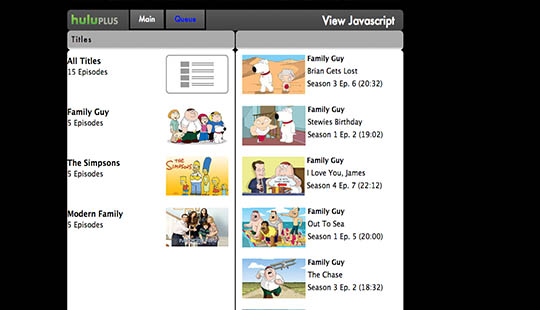 huluPLUS Main Queue View Javascript
Titles
All Titles
15 Episodes
Family Guy
5 Episodes
The Simpsons
5 Episodes
Modern Family
5 Episodes
Family Guy
Brian Gets Lost
Season 3 Ep. 6 (20:32)
Family Guy
Stewies Birthday
Season 1 Ep. 2 (19:02)
Family Guy
I Love You, James
Season 4 Ep. 7 (22:12)
Family Guy
Out To Sea
Season 1 Ep. 5 (20:00)
Family Guy
The Chase
Season 3 Ep. 2 (18:32)